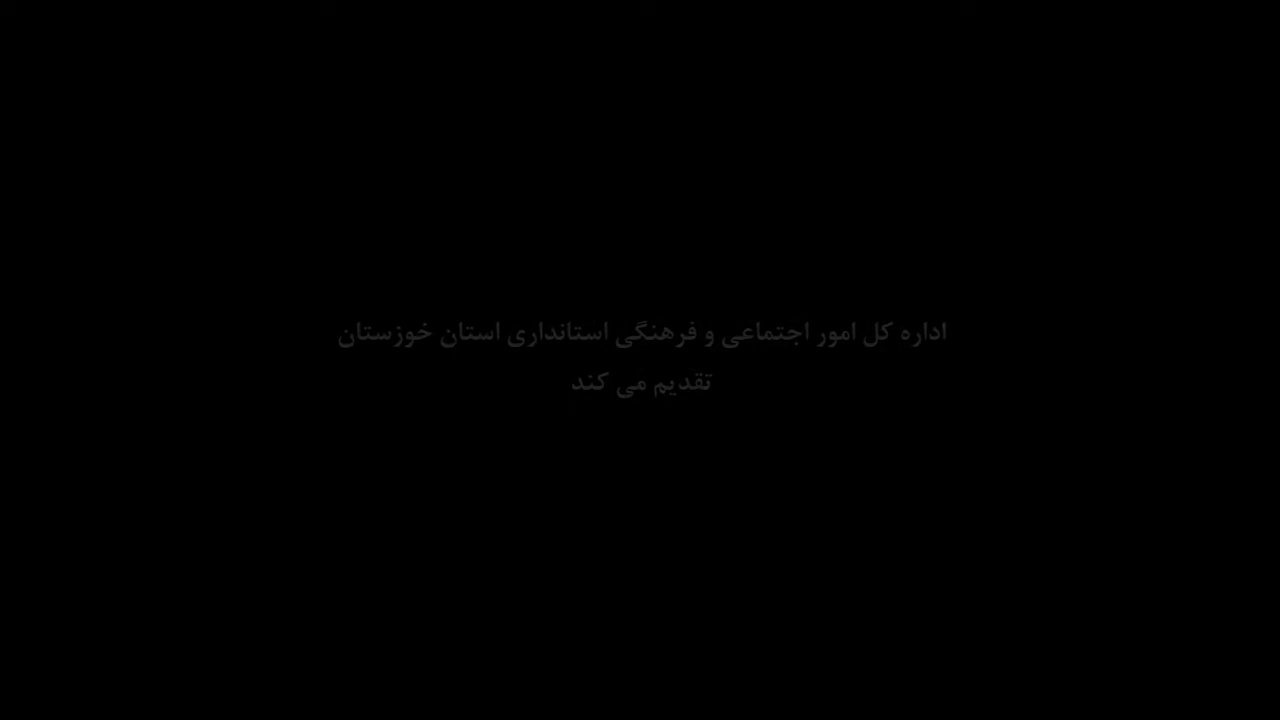 اداره کل امور اجتماعی و فرهنگی استانداری استان خوزستان
تقدیم می کند